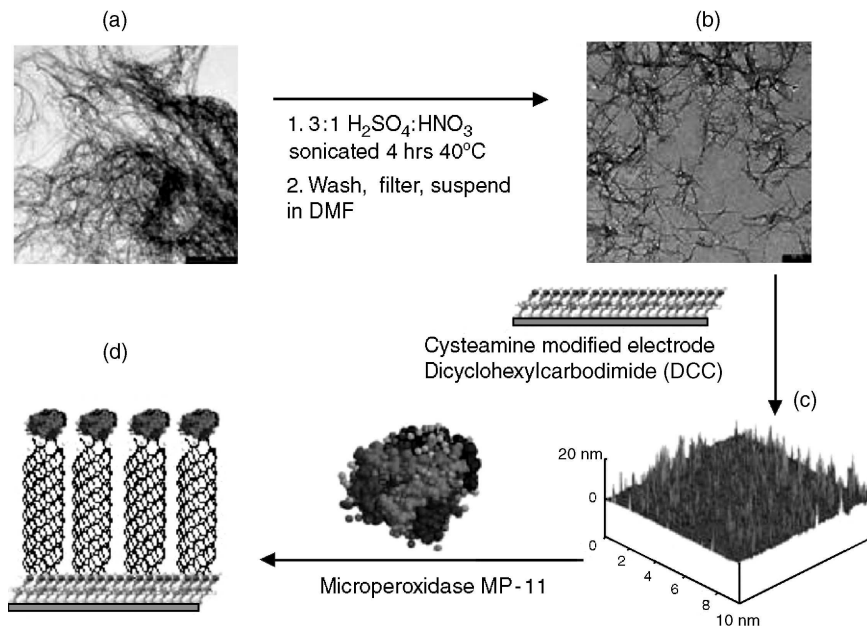 (a)
(b)
1. 3:1 H₂SO₄:HNO₃
sonicated 4 hrs 40°C
2. Wash, filter, suspend
in DMF
Cysteamine modified electrode
Dicyclohexylcarbodimide (DCC)
(d)
(c)
20 nm
0
0
2
4
6
8
10 nm
Microperoxidase MP-11